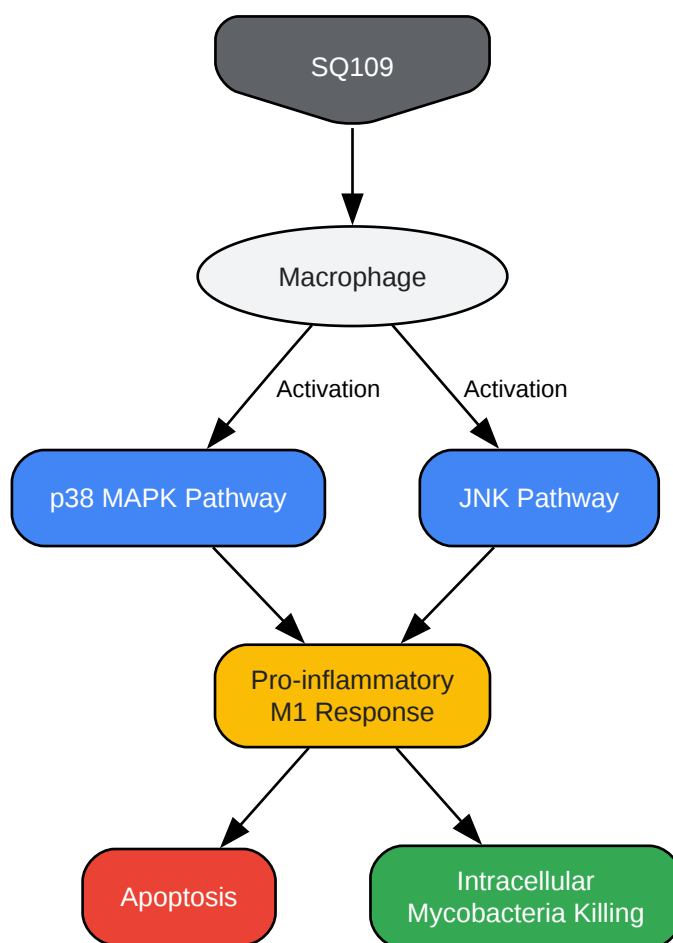 SQ109
Macrophage
Activation
Activation
p38 MAPK Pathway
JNK Pathway
Pro-inflammatory
M1 Response
Apoptosis
Intracellular
Mycobacteria Killing